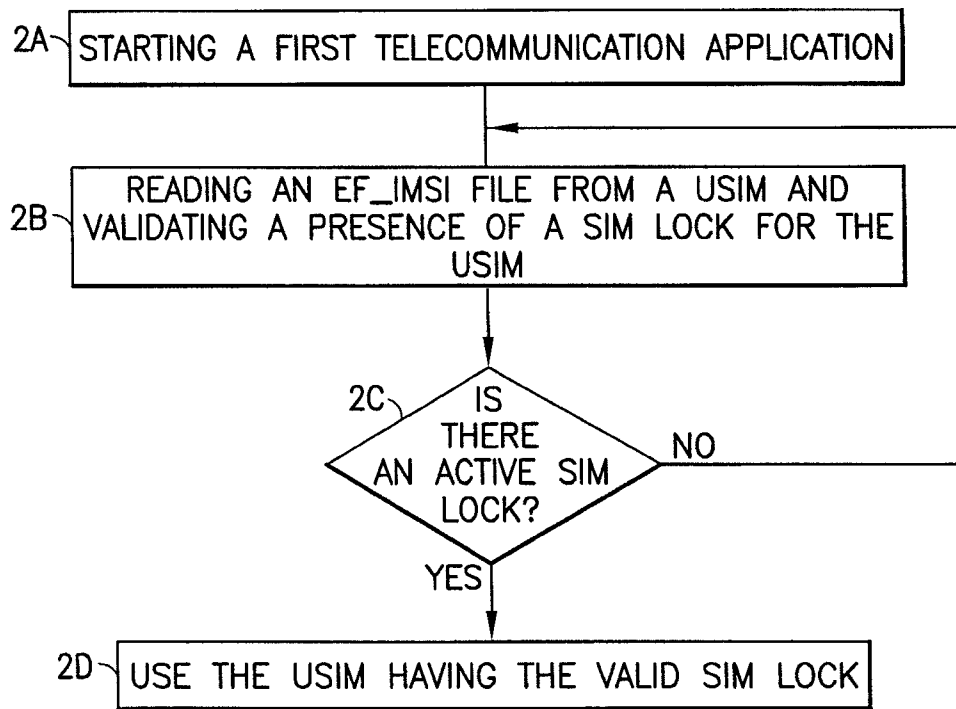 2A
STARTING A FIRST TELECOMMUNICATION APPLICATION
2B
READING AN EF_IMSI FILE FROM A USIM AND
VALIDATING A PRESENCE OF A SIM LOCK FOR THE
USIM
2C
IS
THERE
AN ACTIVE SIM
LOCK?
NO
YES
2D
USE THE USIM HAVING THE VALID SIM LOCK